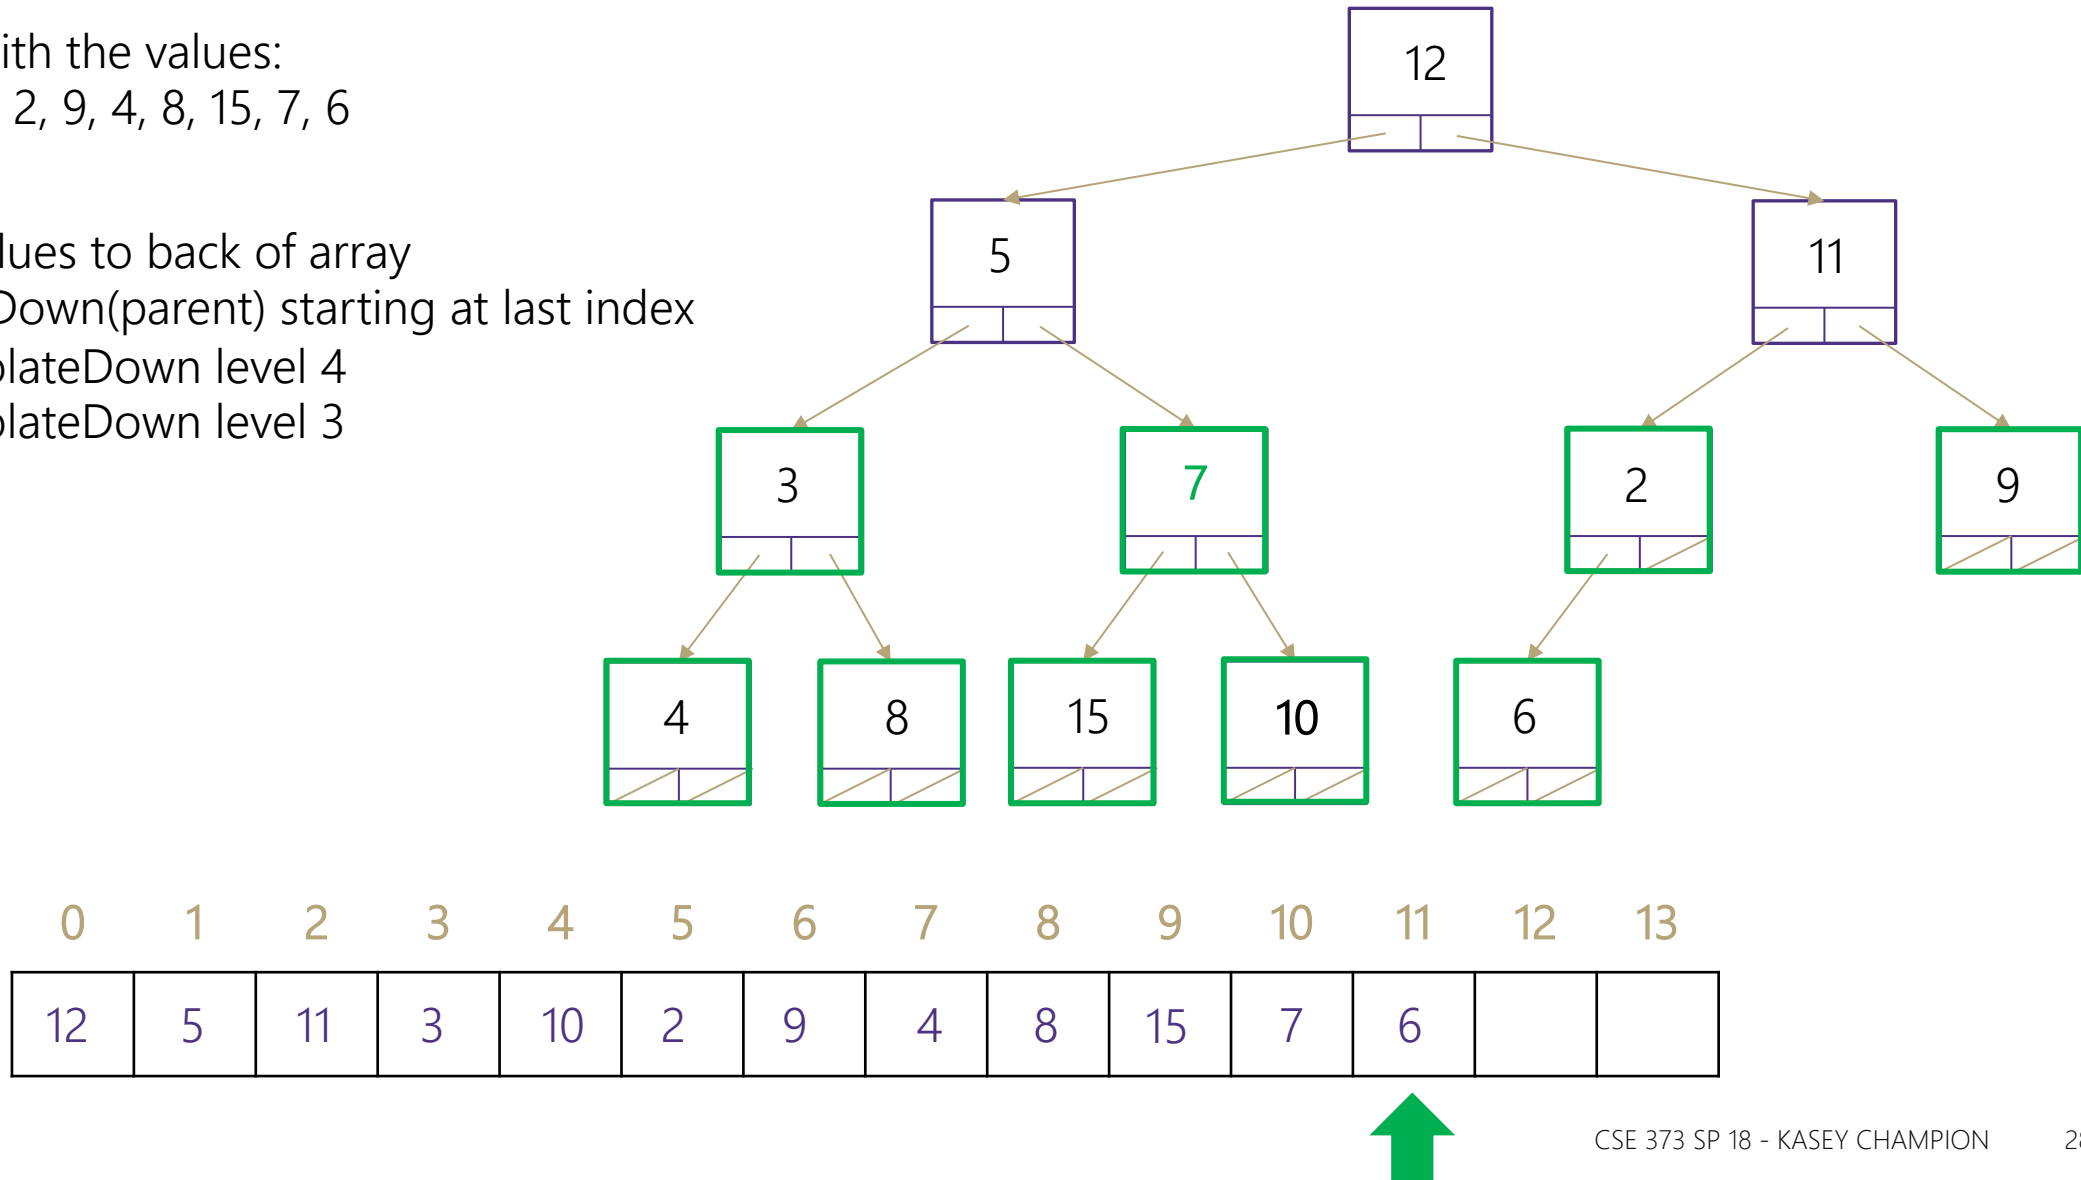 ith the values:
2, 9, 4, 8, 15, 7, 6
lues to back of array
Down(parent) starting at last index
olateDown level 4
olateDown level 3
12
5 11
3 7 2 9
4 8 15 10 6
0 1 2 3 4 5 6 7 8 9 10 11 12 13
12 5 11 3 10 2 9 4 8 15 7 6
CSE 373 SP 18 - KASEY CHAMPION 28